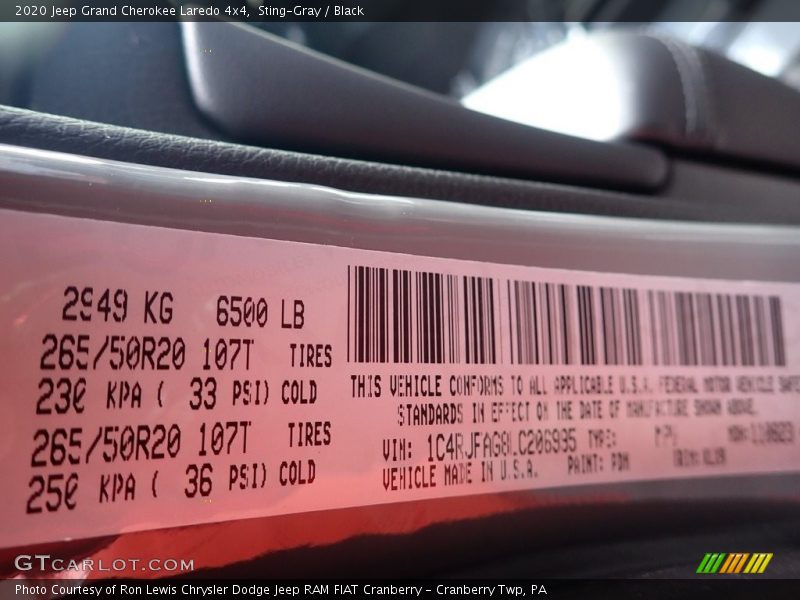 2020 Jeep Grand Cherokee Laredo 4x4, Sting-Gray / Black
2949 KG 6500 LB
265/50R20 107T TIRES
230 KPA ( 33 PSI) COLD
265/50R20 107T TIRES
250 KPA ( 36 PSI) COLD
THIS VEHICLE CONFORMS TO ALL APPLICABLE U.S.A. FEDERAL MOTOR VEHICLE SAFE
STANDARDS IN EFFECT ON THE DATE OF MANUFACTURE SHOWN ABOVE.
VIN: 1C4RJFAG8LC206995 TYPE:
VEHICLE MADE IN U.S.A. PAINT: PDN
GTCARLOT.COM
Photo Courtesy of Ron Lewis Chrysler Dodge Jeep RAM FIAT Cranberry - Cranberry Twp, PA